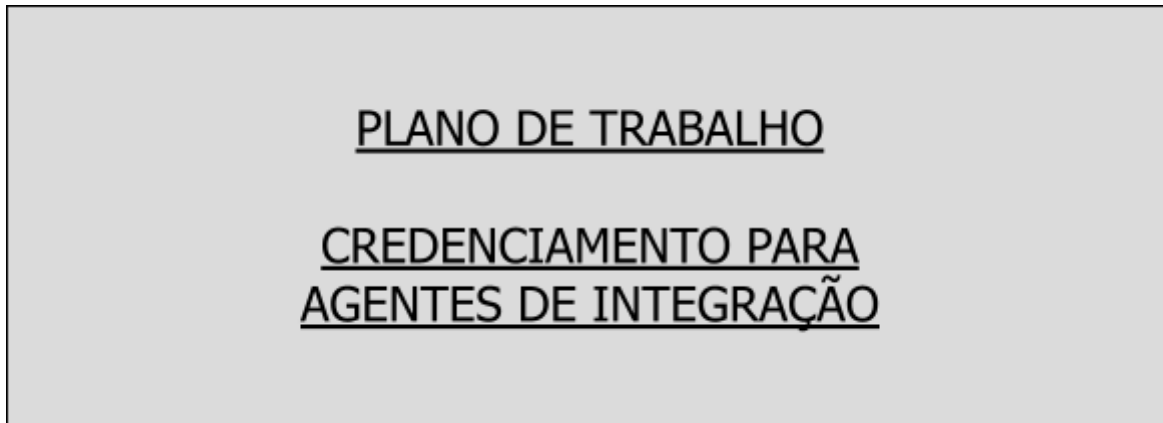 PLANO DE TRABALHO
CREDENCIAMENTO PARA
AGENTES DE INTEGRAÇÃO